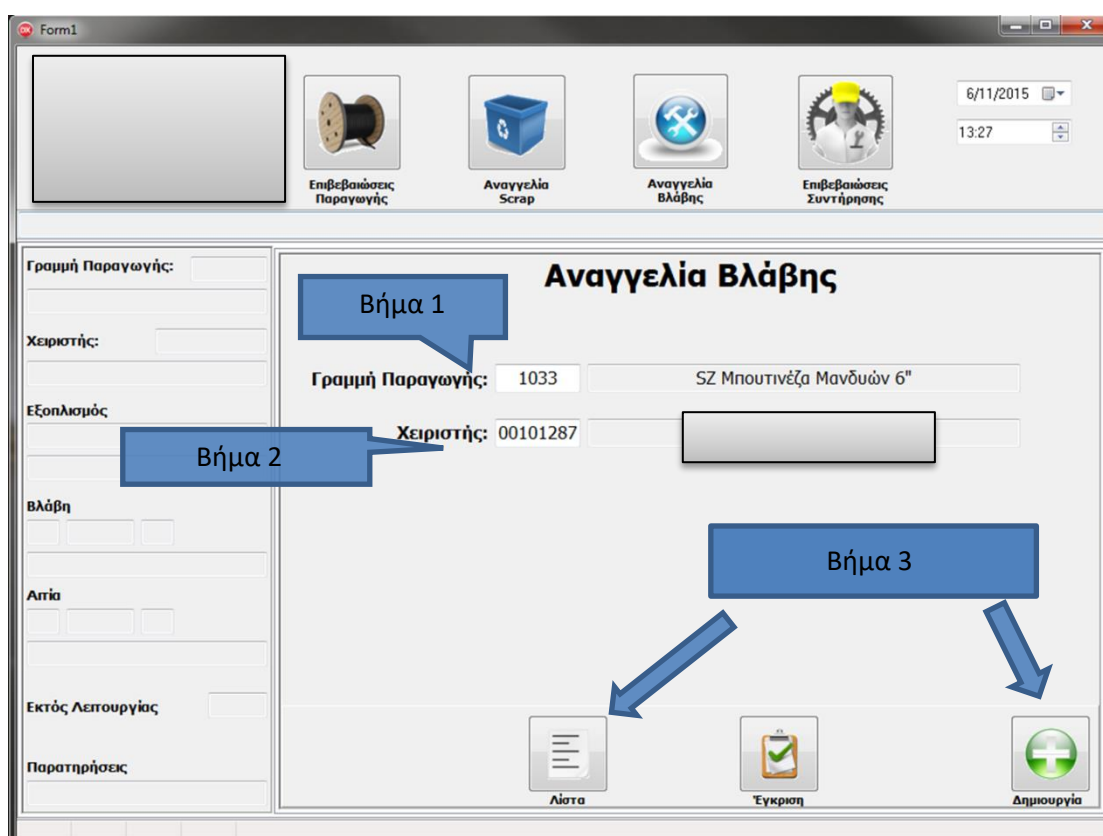 Form1
Επιβεβαιώσεις
Παραγωγής
Αναγγελία
Scrap
Αναγγελία
Βλάβης
Επιβεβαιώσεις
Συντήρησης
6/11/2015
13:27
Γραμμή Παραγωγής:
Χειριστής:
Εξοπλισμός
Βλάβη
Αιτία
Εκτός Λειτουργίας
Παρατηρήσεις
Αναγγελία Βλάβης
Βήμα 1
Γραμμή Παραγωγής: 1033 SZ Μπουτινέζα Μανδυών 6"
Χειριστής: 00101287
Βήμα 2
Βήμα 3
Λίστα
Έγκριση
Δημιουργία